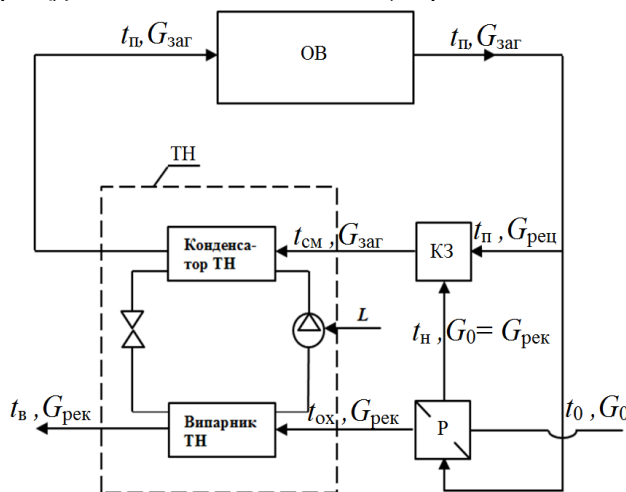 tп, Gзаг
ОВ
tп, Gзаг
ТН
Конденса-
тор ТН
tсм , Gзаг
КЗ
tп , Gрец
L
tн , G0= Gрек
tв , Gрек
Випарник
ТН
tох, Gрек
Р
t0 , G0